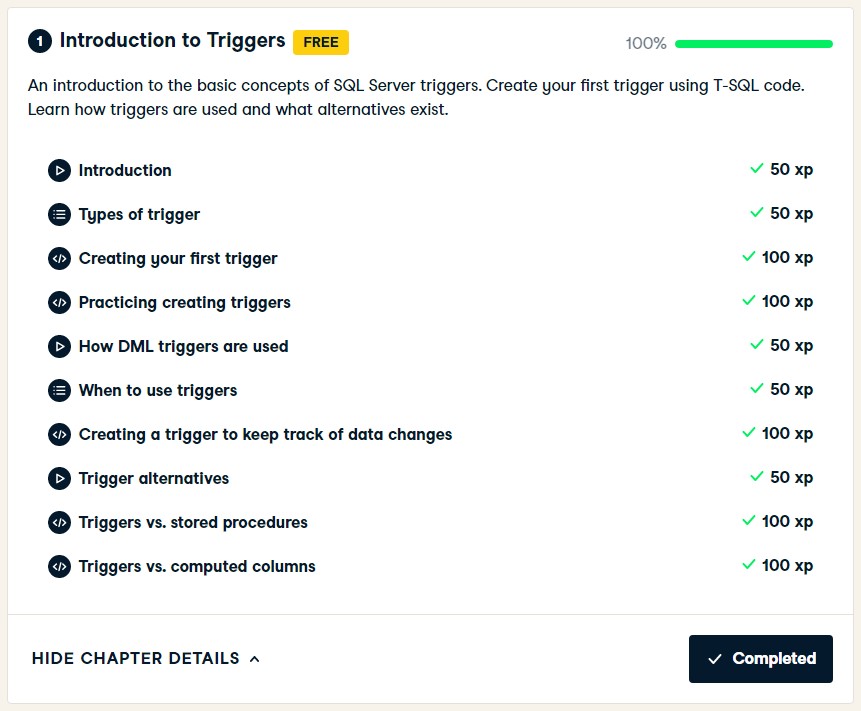 1 Introduction to Triggers FREE 100%
An introduction to the basic concepts of SQL Server triggers. Create your first trigger using T-SQL code.
Learn how triggers are used and what alternatives exist.
Introduction 50 xp
Types of trigger 50 xp
Creating your first trigger 100 xp
Practicing creating triggers 100 xp
How DML triggers are used 50 xp
When to use triggers 50 xp
Creating a trigger to keep track of data changes 100 xp
Trigger alternatives 50 xp
Triggers vs. stored procedures 100 xp
Triggers vs. computed columns 100 xp
HIDE CHAPTER DETAILS Completed